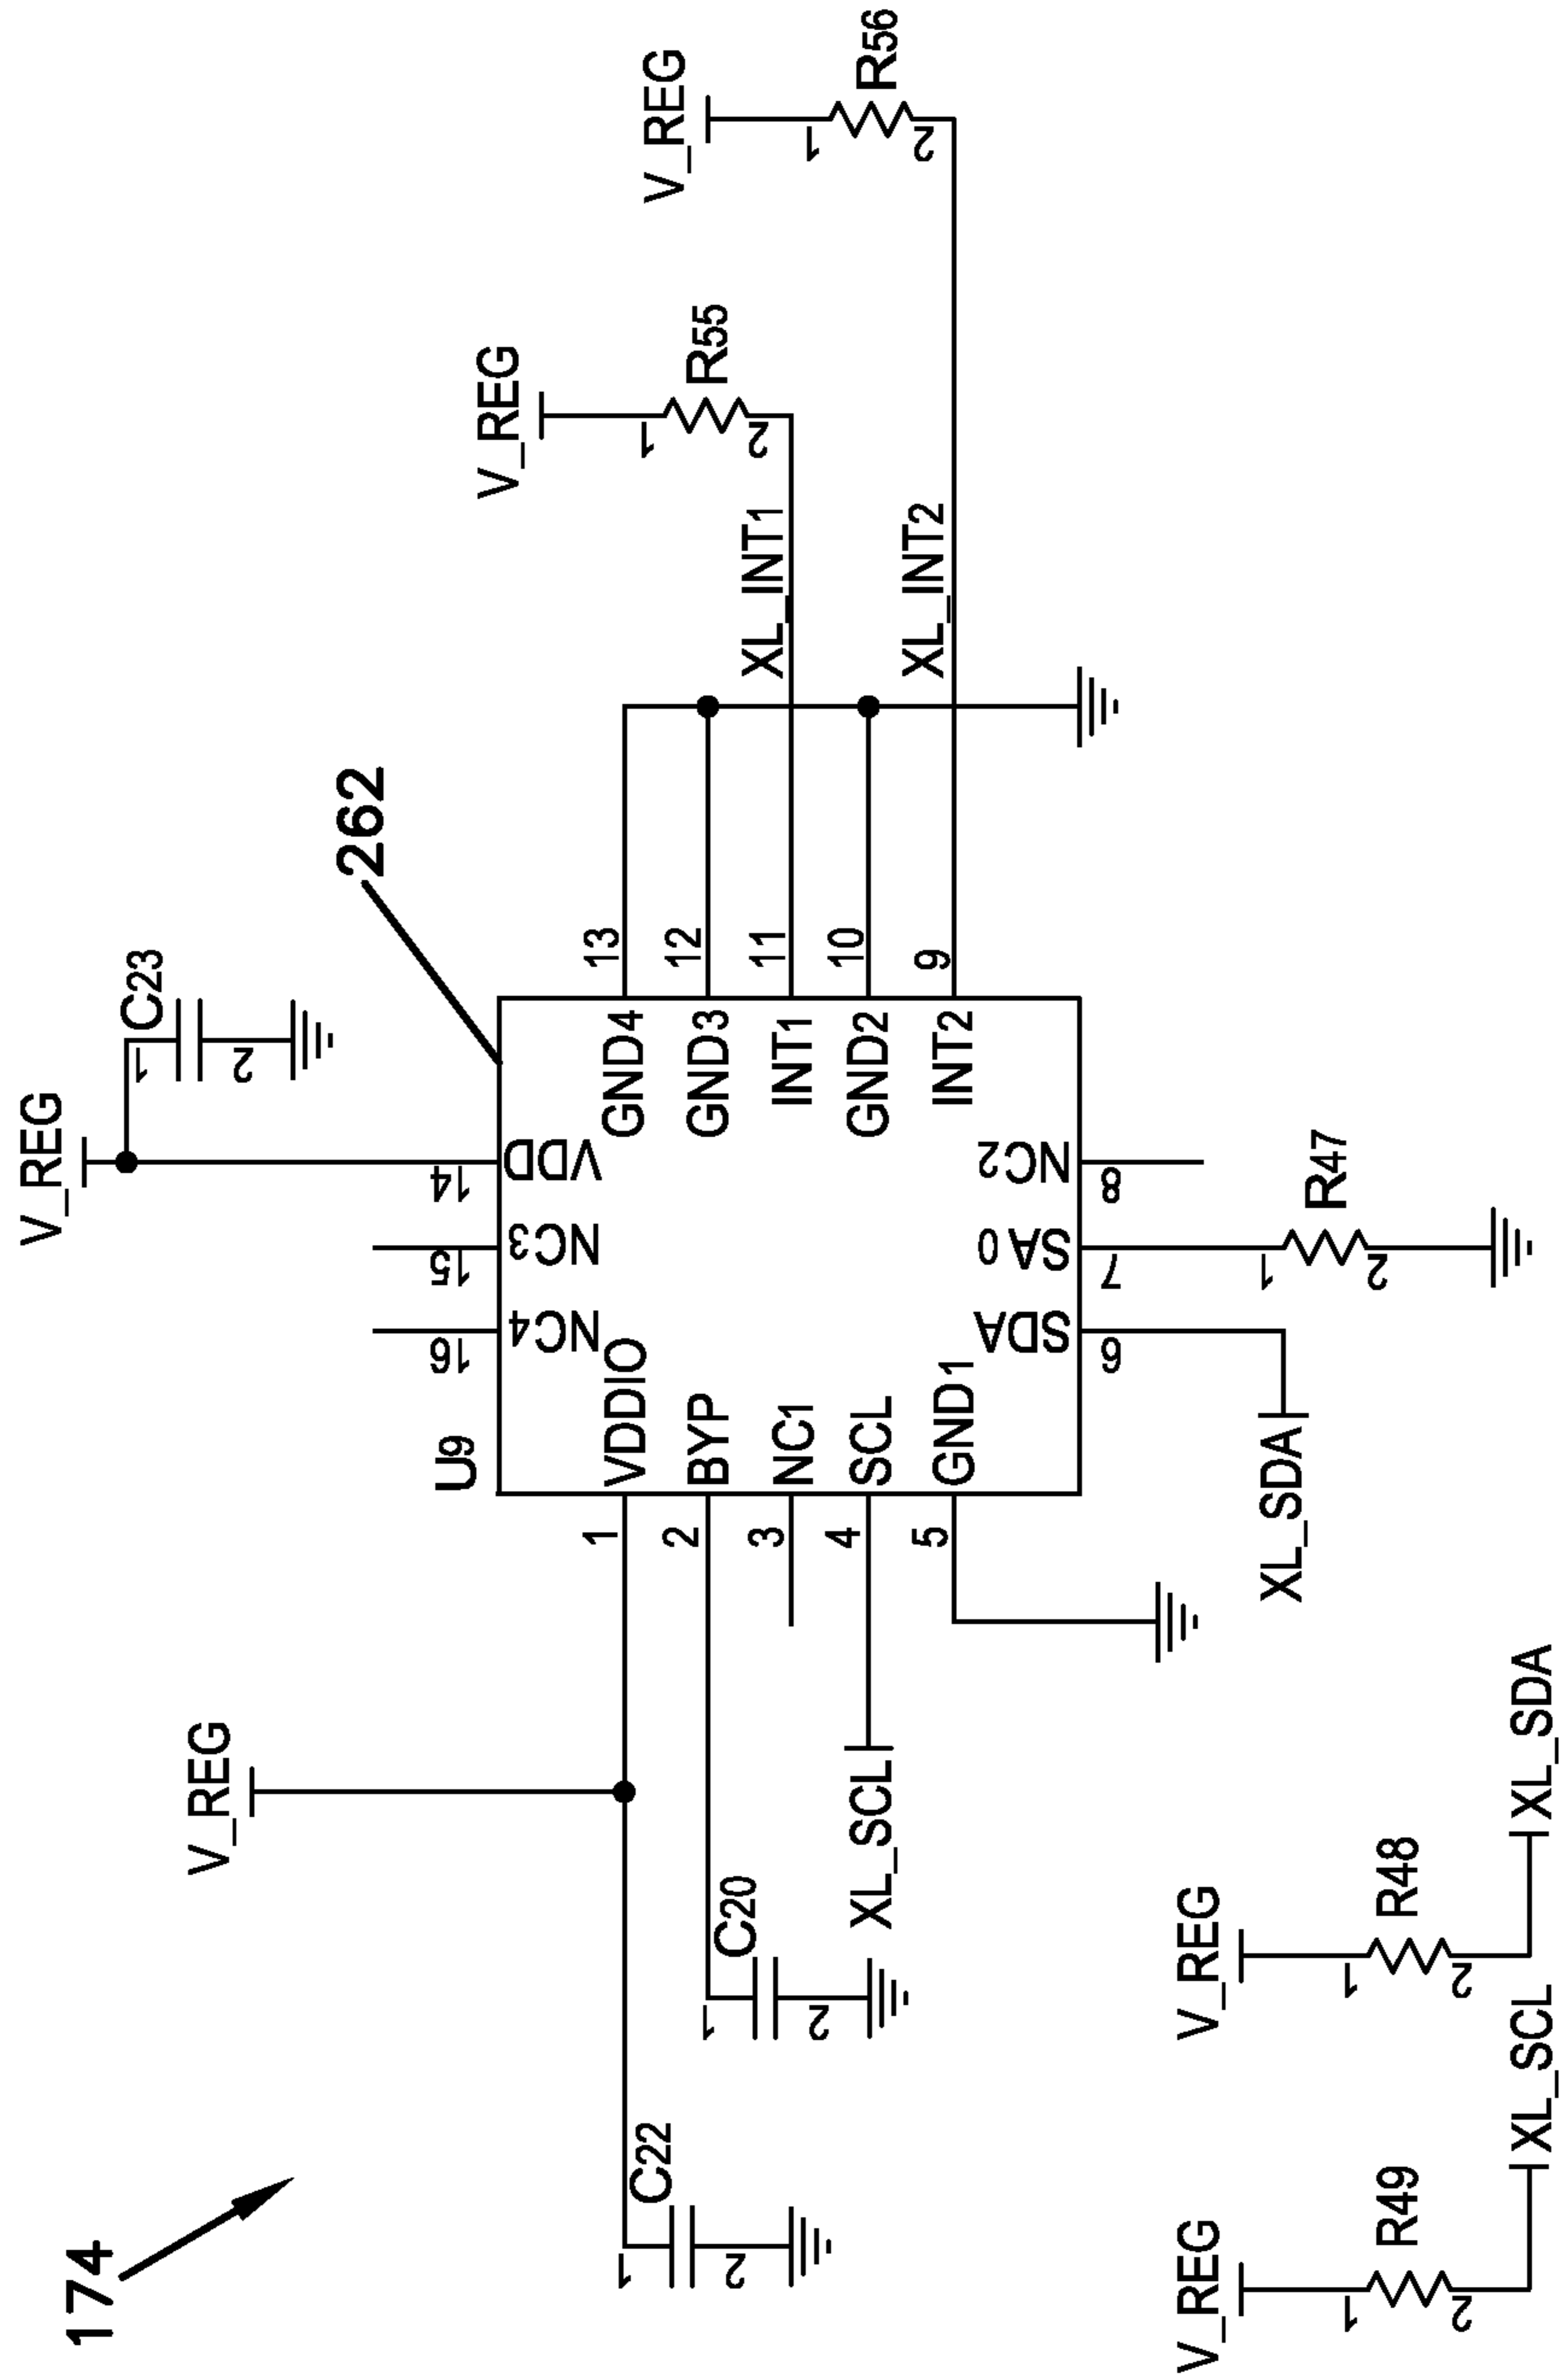 174
262
V_REG
C23
1
2
V_REG
V_REG
V_REG
R55
1
2
R56
1
2
U9
16
15
14
NC4
NC3
VDD
1
VDDIO
GND4
13
2
BYP
GND3
12
3
NC1
INT1
11
XL_INT1
4
SCL
GND2
10
5
GND1
INT2
9
XL_INT2
SDA
SA0
NC2
6
7
8
C22
1
2
C20
1
2
XL_SCL
XL_SDA
1
R47
2
V_REG
V_REG
1
R49
2
1
R48
2
XL_SCL
XL_SDA